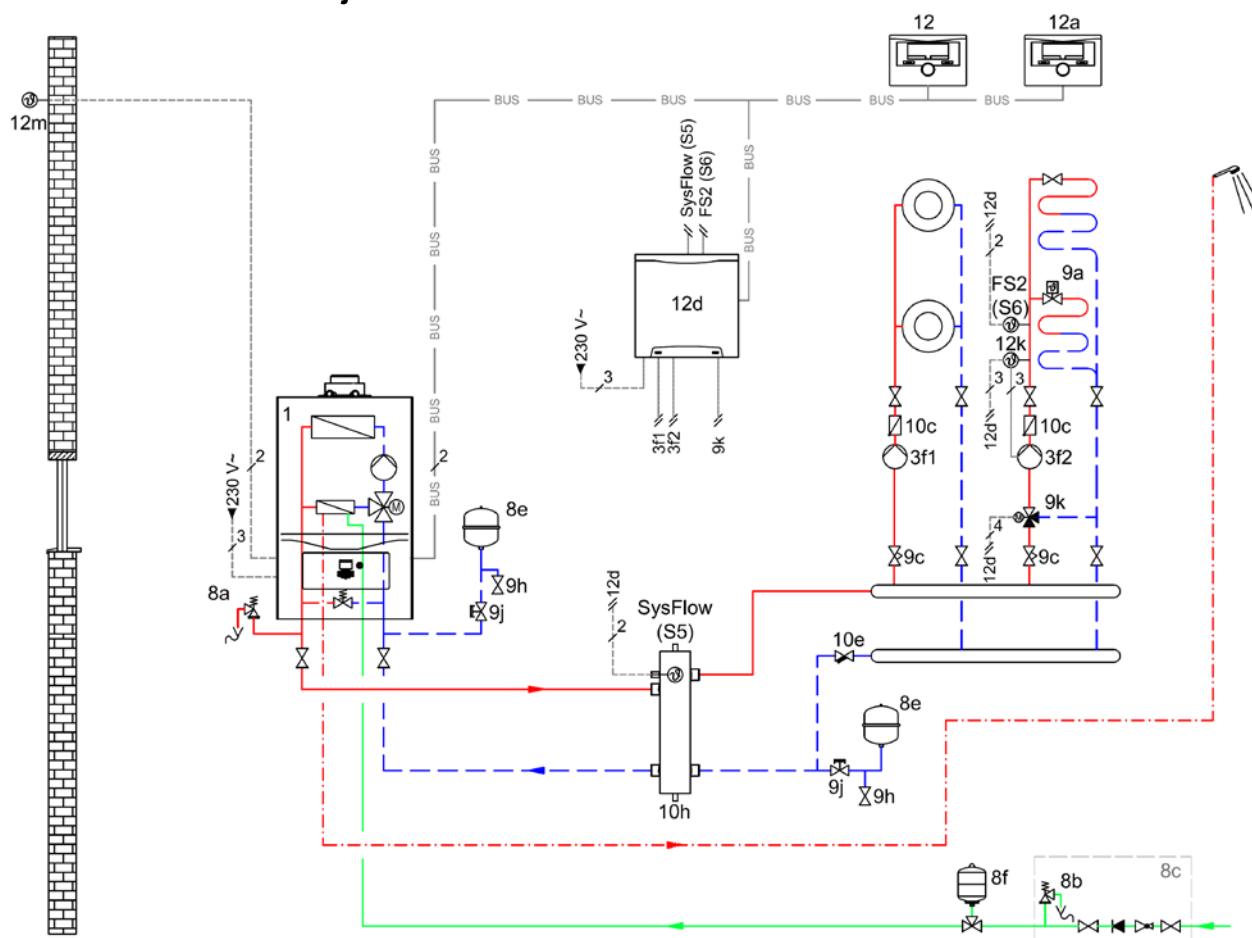 12
12a
12m
BUS
BUS
BUS
BUS
BUS
BUS
BUS
BUS
BUS
BUS
BUS
BUS
SysFlow (S5)
FS2 (S6)
12d
230 V~
3
3f1
3f2
9k
12d
2
FS2
(S6)
9a
12k
3
3
12d
10c
10c
3f1
3f2
9k
M
4
12d
9c
9c
1
M
230 V~
3
2
2
8a
8e
9h
9j
12d
2
SysFlow
(S5)
10e
8e
9j
9h
10h
8f
8b
8c